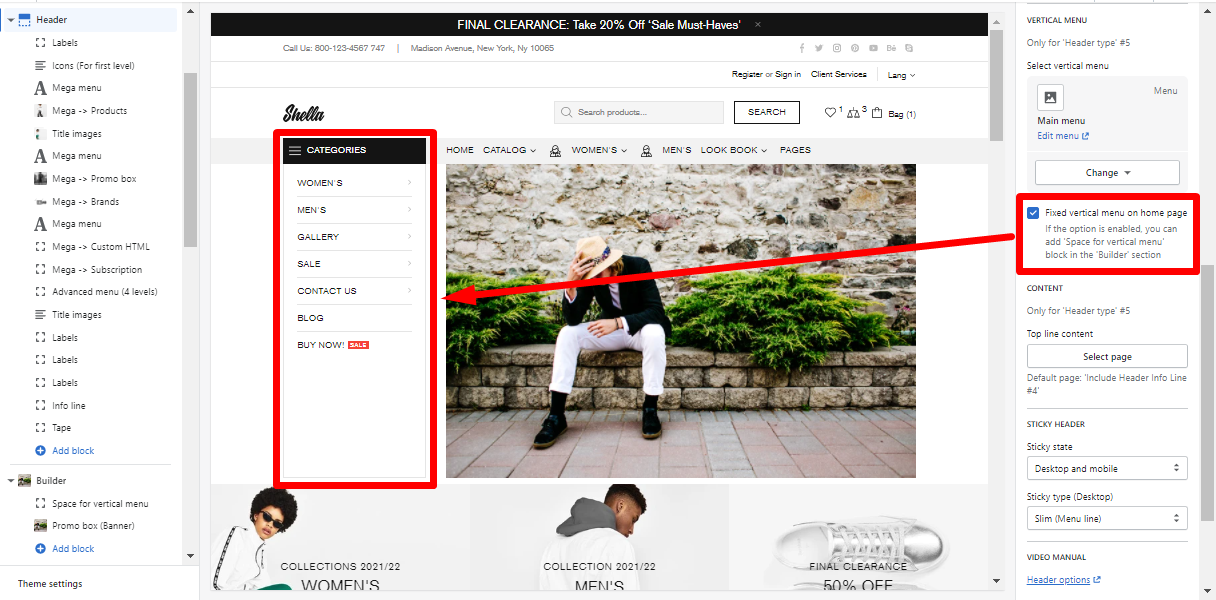 Header
Labels
Icons (For first level)
Mega menu
Mega -> Products
Title images
Mega menu
Mega -> Promo box
Mega -> Brands
Mega menu
Mega -> Custom HTML
Mega -> Subscription
Advanced menu (4 levels)
Title images
Labels
Labels
Labels
Info line
Tape
Add block
Builder
Space for vertical menu
Promo box (Banner)
Add block
Theme settings
FINAL CLEARANCE: Take 20% Off 'Sale Must-Haves' ×
Call Us: 800-123-4567 747 | Madison Avenue, New York, Ny 10065
Register or Sign in Client Services Lang
Shella
Search products...
SEARCH
1 3 Bag (1)
CATEGORIES
HOME CATALOG WOMEN'S MEN'S LOOK BOOK PAGES
WOMEN'S
MEN'S
GALLERY
SALE
CONTACT US
BLOG
BUY NOW! SALE
COLLECTIONS 2021/22
WOMEN'S
COLLECTION 2021/22
MEN'S
FINAL CLEARANCE
50% OFF
VERTICAL MENU
Only for 'Header type' #5
Select vertical menu
Menu
Main menu
Edit menu
Change
Fixed vertical menu on home page
If the option is enabled, you can
add 'Space for vertical menu'
block in the 'Builder' section
CONTENT
Only for 'Header type' #5
Top line content
Select page
Default page: 'Include Header Info Line
#4'
STICKY HEADER
Sticky state
Desktop and mobile
Sticky type (Desktop)
Slim (Menu line)
VIDEO MANUAL
Header options